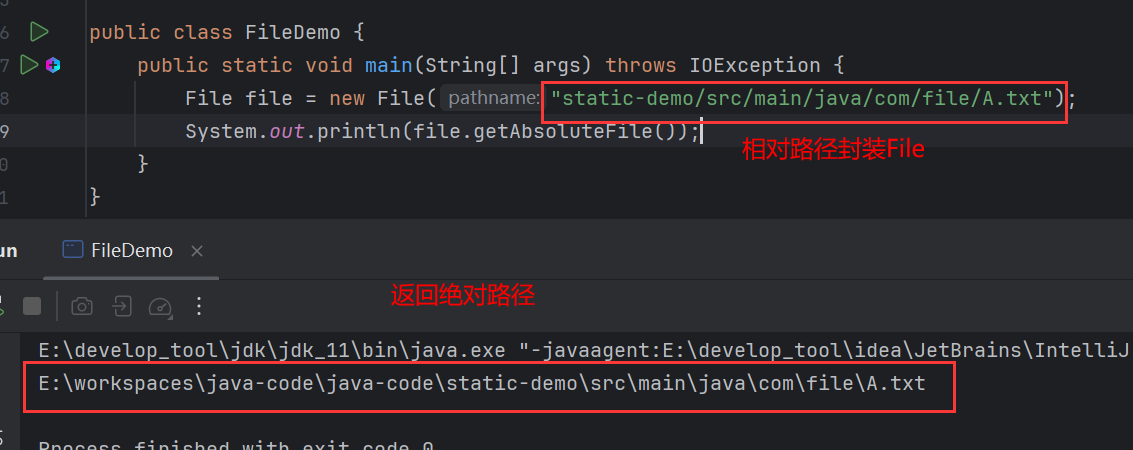 6 public class FileDemo {
7 public static void main(String[] args) throws IOException {
8 File file = new File( pathname: "static-demo/src/main/java/com/file/A.txt");
9 System.out.println(file.getAbsoluteFile());
相对路径封装File
0 }
1 }
un FileDemo ×
返回绝对路径
E:\develop_tool\jdk\jdk_11\bin\java.exe "-javaagent:E:\develop_tool\idea\JetBrains\IntelliJ
E:\workspaces\java-code\java-code\static-demo\src\main\java\com\file\A.txt
Process finished with exit code 0